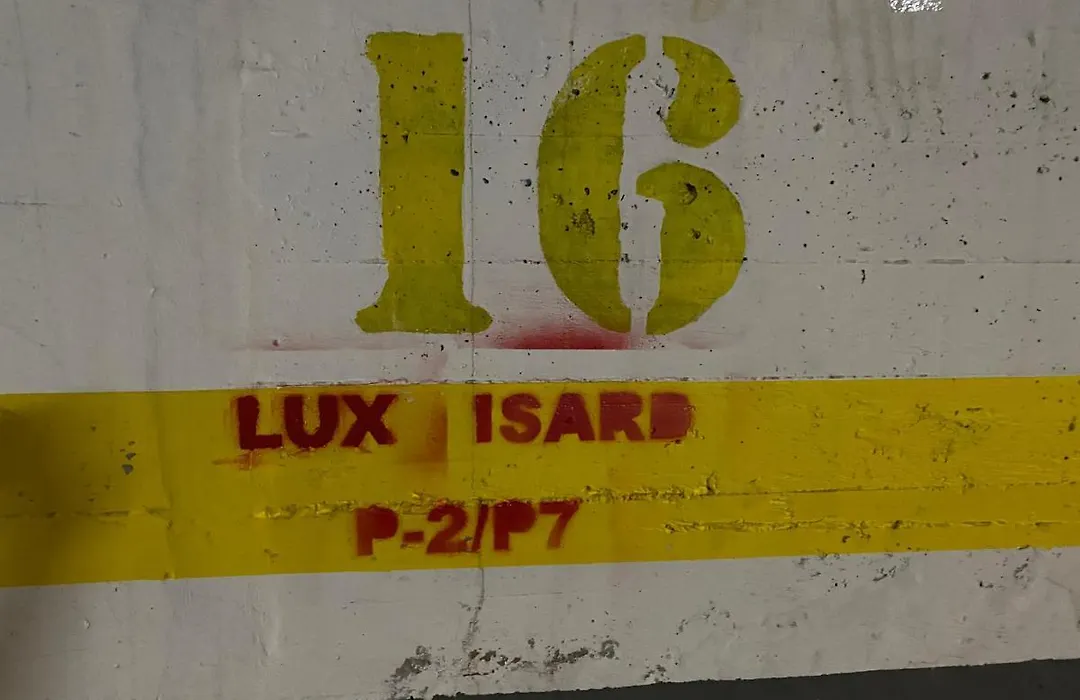 16
LUX ISARD
P-2/P7